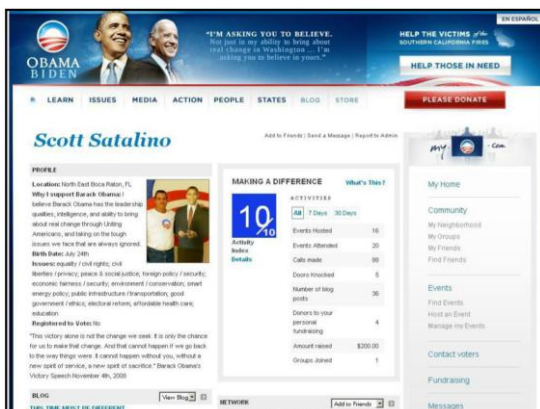 EN ESPAÑOL
"I'M ASKING YOU TO BELIEVE.
Not just in my ability to bring about
real change in Washington ... I'm
asking you to believe in yours."
HELP THE VICTIMS of the
SOUTHERN CALIFORNIA FIRES
HELP THOSE IN NEED
OBAMA
BIDEN
LEARN ISSUES MEDIA ACTION PEOPLE STATES BLOG STORE
PLEASE DONATE
Scott Satalino
Add to Friends | Send a Message | Report to Admin
my .com
PROFILE
Location: North East Boca Raton, FL
Why I support Barack Obama: I
believe Barack Obama has the leadership
qualities, intelligence, and ability to bring
about real change through Uniting
Americans, and taking on the tough
issues we face that are always ignored.
Birth Date: July 24th
Issues: equality / civil rights; civil
liberties / privacy; peace & social justice; foreign policy / security;
economic fairness / security; environment / conservation; smart
energy policy; public infrastructure / transportation; good
government / ethics; electoral reform; affordable health care;
education
Registered to Vote: No
"This victory alone is not the change we seek. It is only the chance
for us to make that change. And that cannot happen if we go back
to the way things were. It cannot happen without you, without a
new spirit of service, a new spirit of sacrifice." Barack Obama's
Victory Speech November 4th, 2008
BLOG
View Blog
THIS TIME MUST BE DIFFERENT
MAKING A DIFFERENCE What's This?
10/10
Activity
Index
Details
ACTIVITIES
All 7 Days 30 Days
Events Hosted 16
Events Attended 20
Calls made 99
Doors Knocked 5
Number of blog
posts 36
Donors to your
personal
fundraising 4
Amount raised $200.00
Groups Joined 1
NETWORK
Add to Friends
My Home
Community
My Neighborhood
My Groups
My Friends
Find Friends
Events
Find Events
Host an Event
Manage my Events
Contact voters
Fundraising
Messages